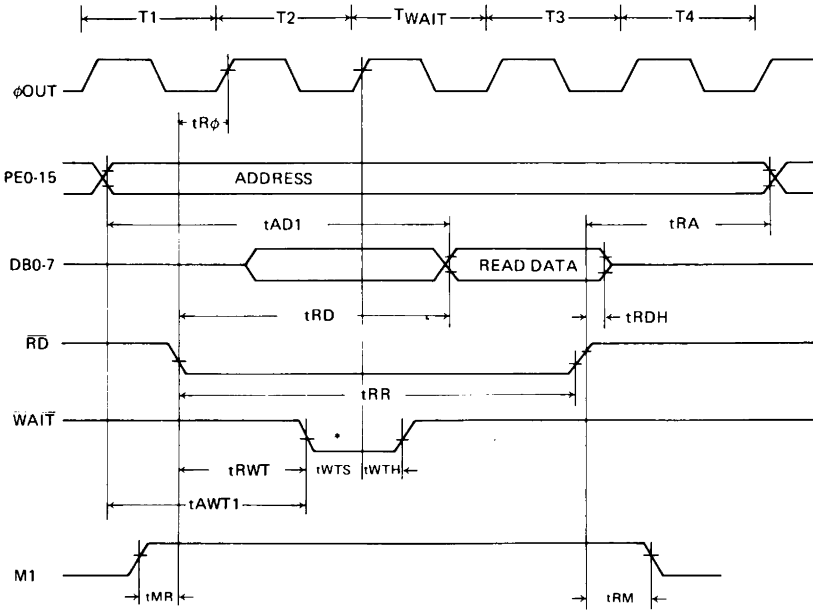 T1 T2 TWAIT T3 T4
φOUT
tRφ
PE0-15 ADDRESS
tAD1 tRA
DB0-7 READ DATA
tRD tRDH
RD
tRR
WAIT
*
tRWT tWTS tWTH
tAWT1
M1
tMR tRM